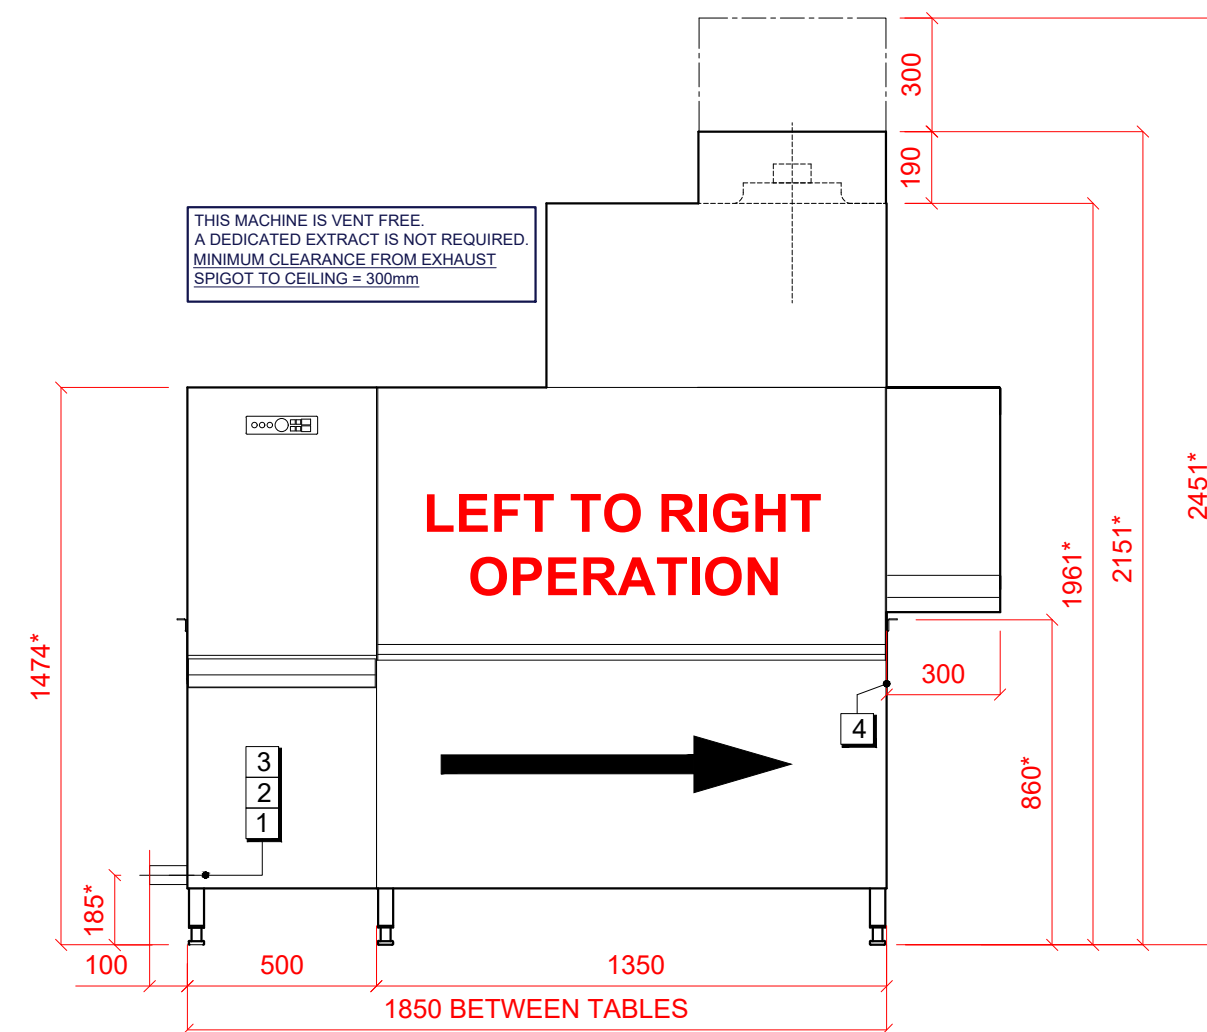 300
190
THIS MACHINE IS VENT FREE.
A DEDICATED EXTRACT IS NOT REQUIRED.
MINIMUM CLEARANCE FROM EXHAUST
SPIGOT TO CEILING = 300mm
2451*
LEFT TO RIGHT
OPERATION
2151*
1961*
1474*
300
4
860*
3
2
1
185*
100
500
1350
1850 BETWEEN TABLES